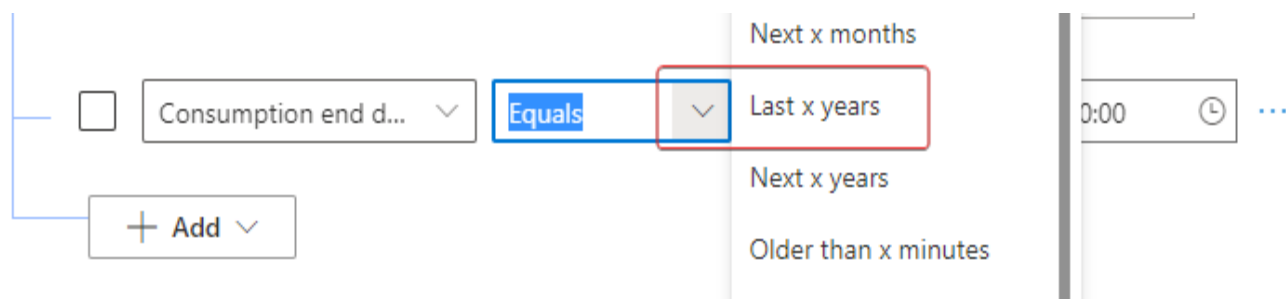 Next x months
Consumption end d... Equals Last x years 0:00 ...
Next x years
+ Add
Older than x minutes